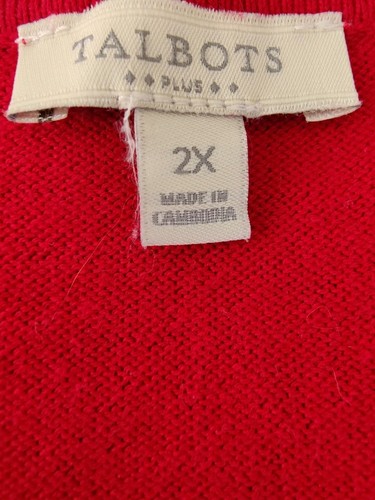 TALBOTS
PLUS
2X
MADE IN
CAMBODIA